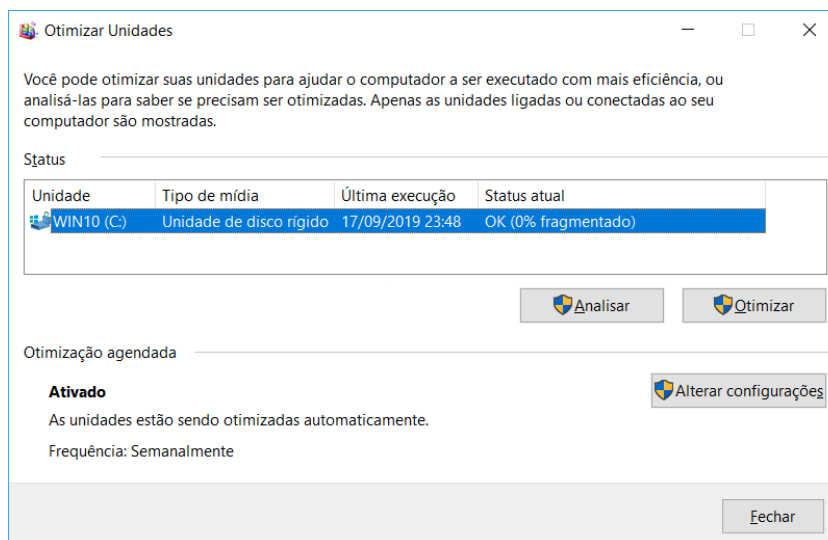 Otimizar Unidades
Você pode otimizar suas unidades para ajudar o computador a ser executado com mais eficiência, ou
analisá-las para saber se precisam ser otimizadas. Apenas as unidades ligadas ou conectadas ao seu
computador são mostradas.
Status
Unidade Tipo de mídia Última execução Status atual
WIN10 (C:) Unidade de disco rígido 17/09/2019 23:48 OK (0% fragmentado)
Analisar Otimizar
Otimização agendada
Ativado Alterar configurações
As unidades estão sendo otimizadas automaticamente.
Frequência: Semanalmente
Fechar